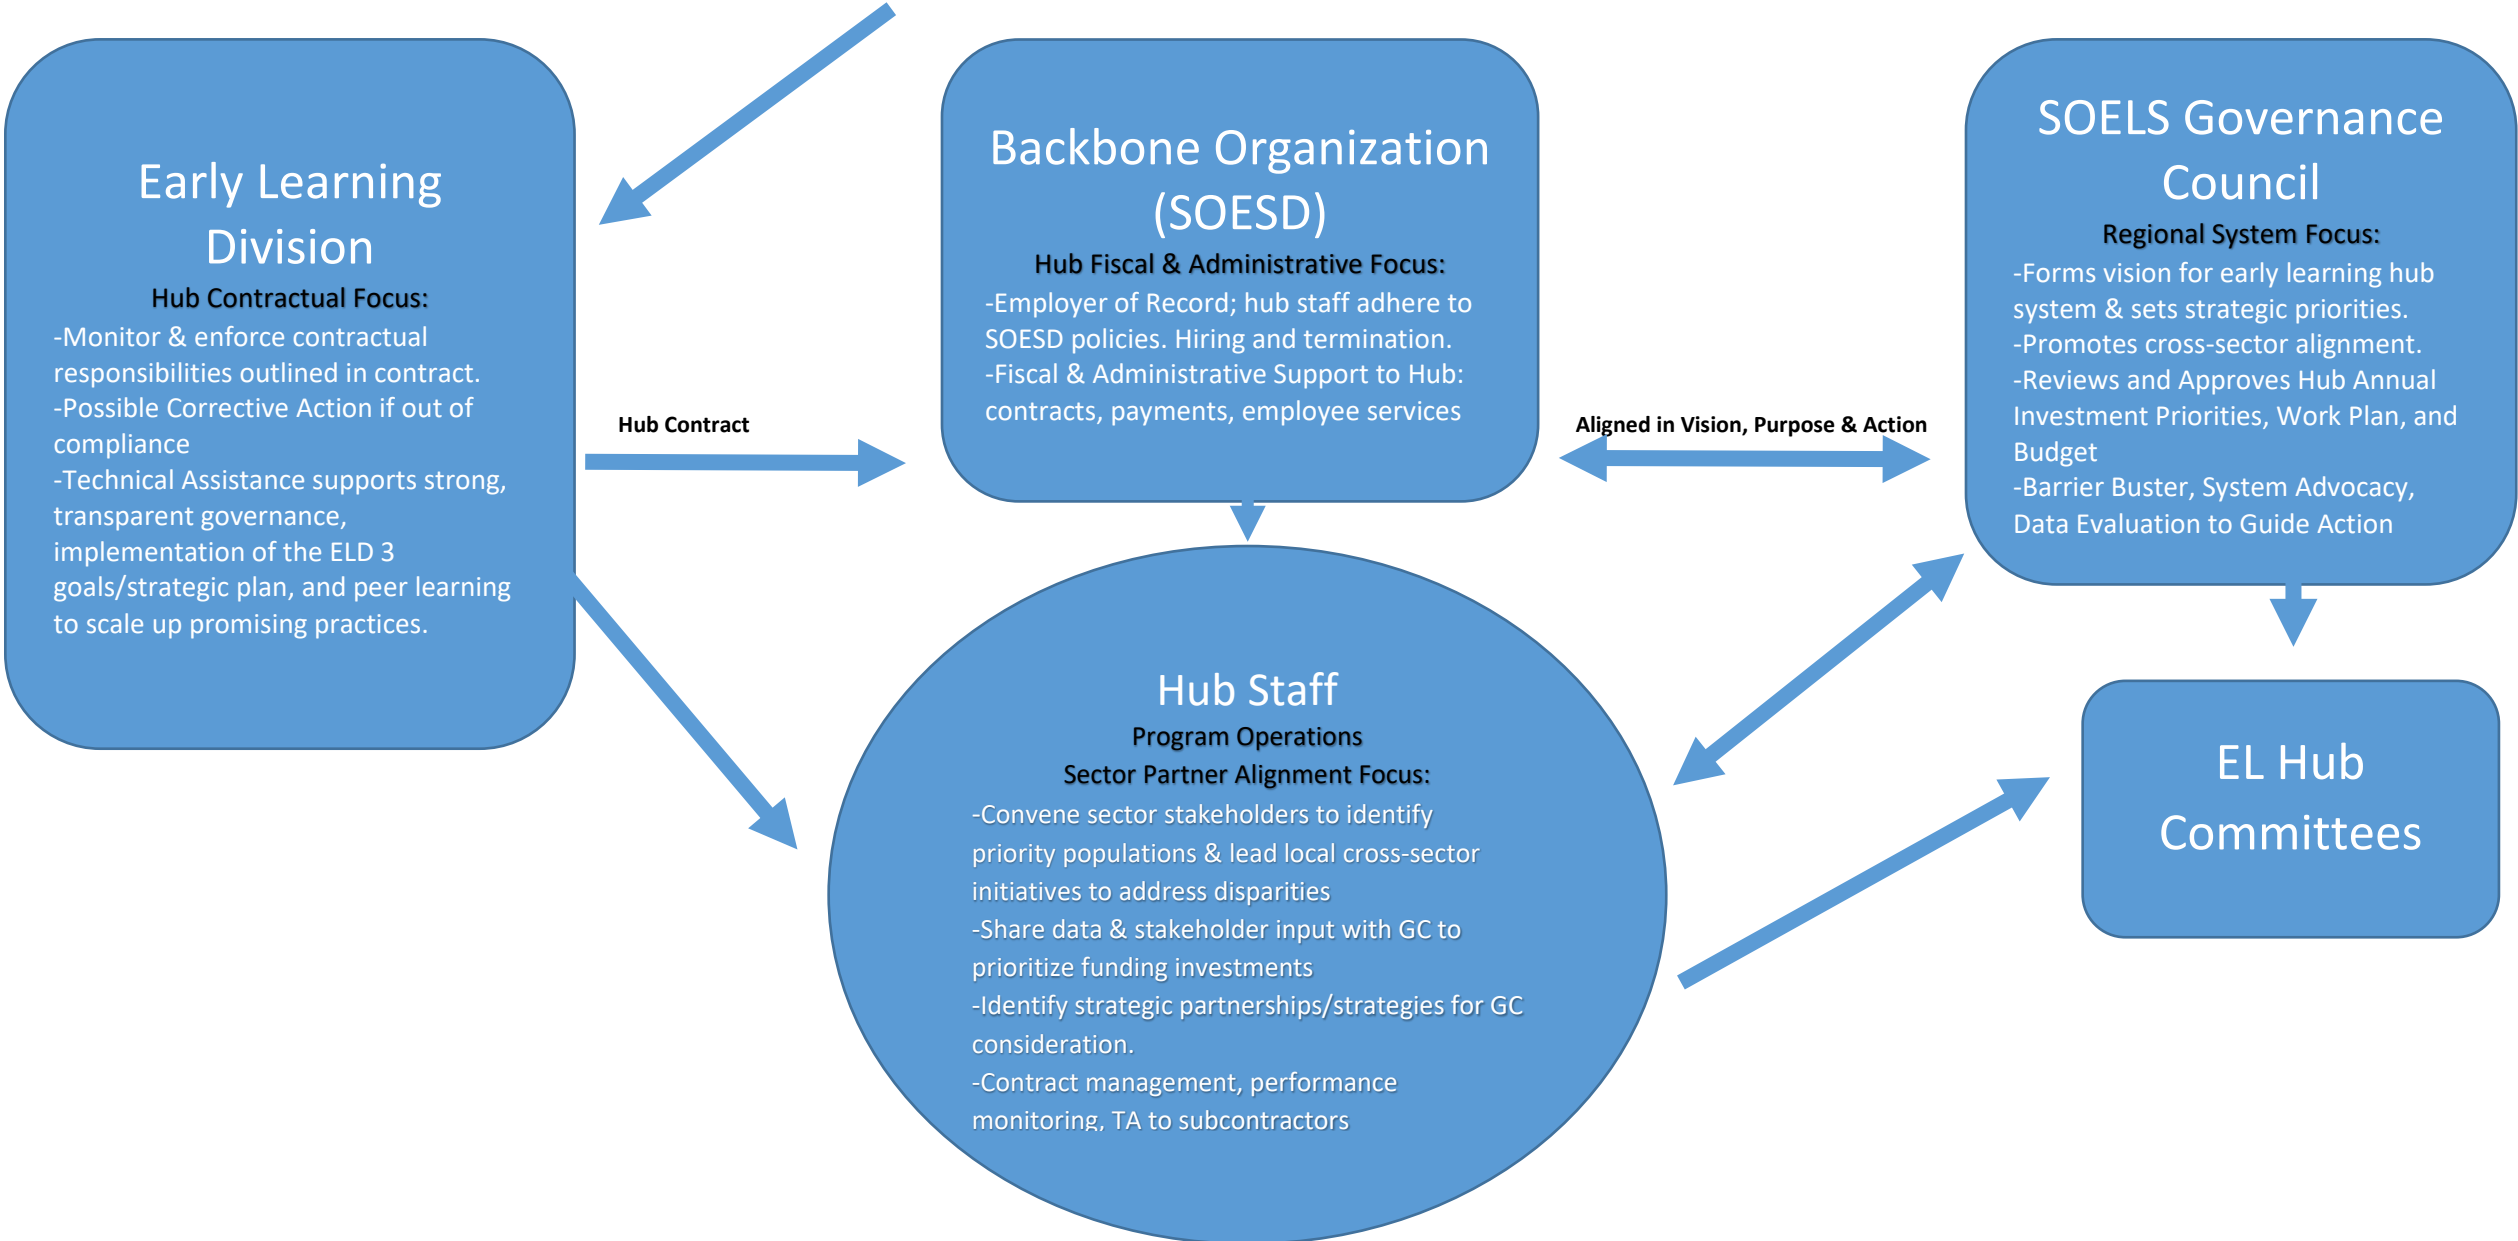 Early Learning
Division
Hub Contractual Focus:
-Monitor & enforce contractual
responsibilities outlined in contract.
-Possible Corrective Action if out of
compliance
-Technical Assistance supports strong,
transparent governance,
implementation of the ELD 3
goals/strategic plan, and peer learning
to scale up promising practices.
Hub Contract
Backbone Organization
(SOESD)
Hub Fiscal & Administrative Focus:
-Employer of Record; hub staff adhere to
SOESD policies. Hiring and termination.
-Fiscal & Administrative Support to Hub:
contracts, payments, employee services
Aligned in Vision, Purpose & Action
SOELS Governance
Council
Regional System Focus:
-Forms vision for early learning hub
system & sets strategic priorities.
-Promotes cross-sector alignment.
-Reviews and Approves Hub Annual
Investment Priorities, Work Plan, and
Budget
-Barrier Buster, System Advocacy,
Data Evaluation to Guide Action
Hub Staff
Program Operations
Sector Partner Alignment Focus:
-Convene sector stakeholders to identify
priority populations & lead local cross-sector
initiatives to address disparities
-Share data & stakeholder input with GC to
prioritize funding investments
-Identify strategic partnerships/strategies for GC
consideration.
-Contract management, performance
monitoring, TA to subcontractors
EL Hub
Committees